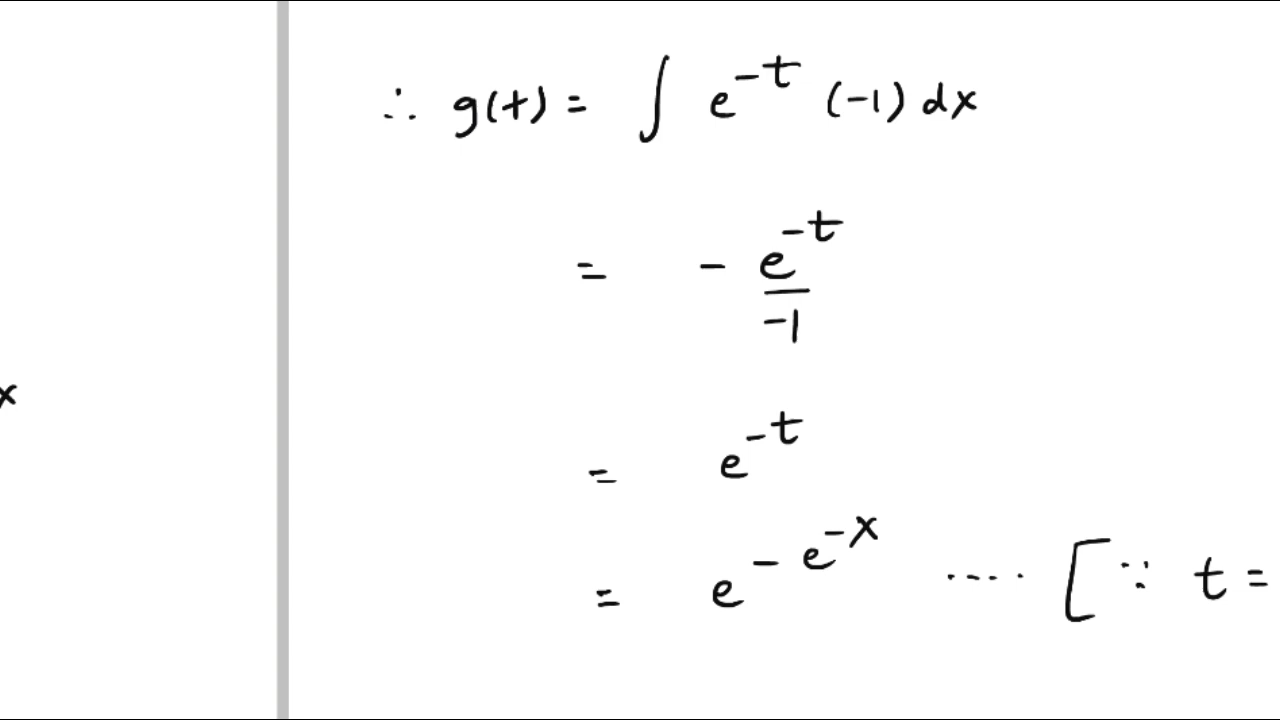 ∴ g(t) = ∫ e^{-t} (-1) dx
= - e^{-t} / -1
x
= e^{-t}
= e^{-e^{-x}} .... [∵ t =